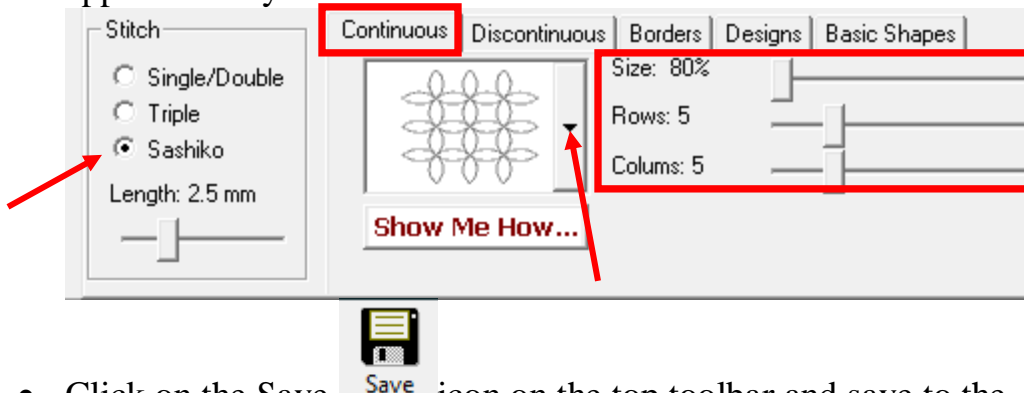 Stitch
Single/Double
Triple
Sashiko
Length: 2.5 mm
Continuous Discontinuous Borders Designs Basic Shapes
Size: 80%
Rows: 5
Colums: 5
Show Me How...
Save
• Click on the Save icon on the top toolbar and save to the